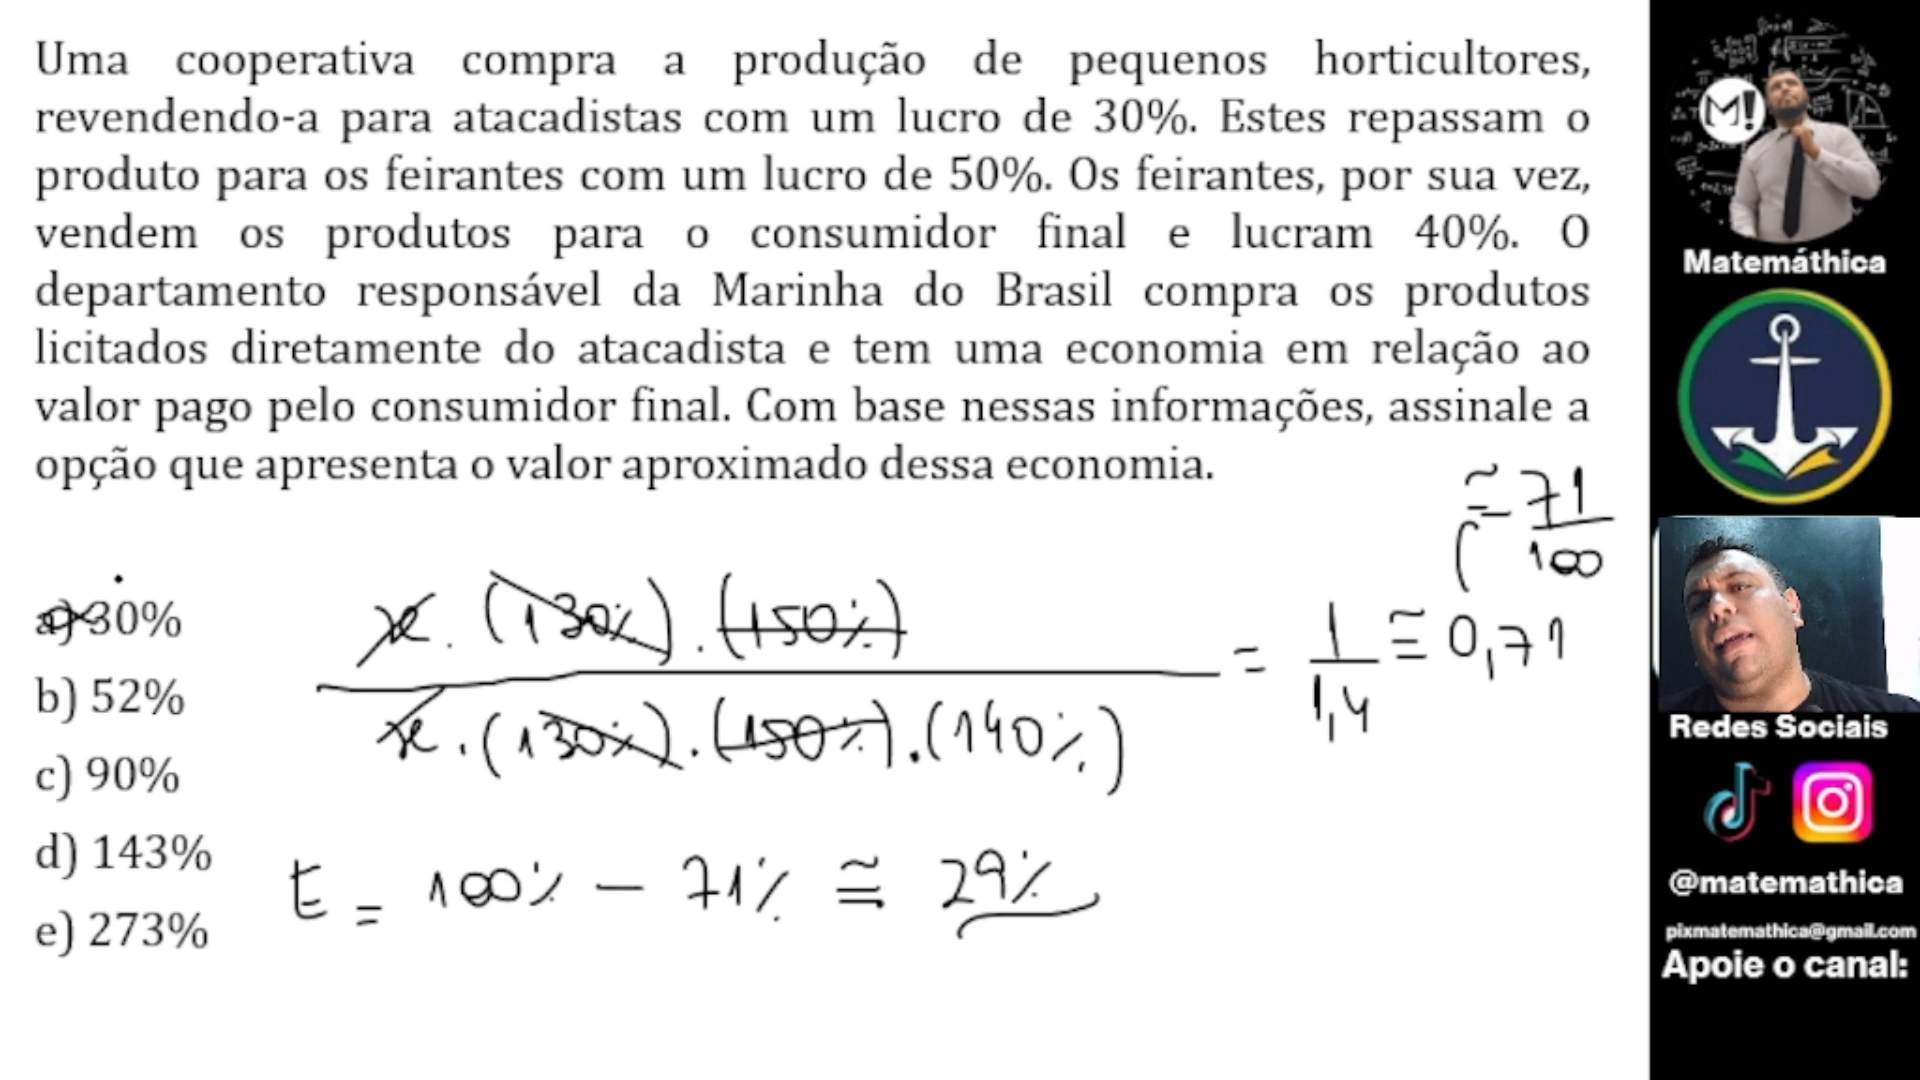 Uma cooperativa compra a produção de pequenos horticultores,
revendendo-a para atacadistas com um lucro de 30%. Estes repassam o
produto para os feirantes com um lucro de 50%. Os feirantes, por sua vez,
vendem os produtos para o consumidor final e lucram 40%. O
departamento responsável da Marinha do Brasil compra os produtos
licitados diretamente do atacadista e tem uma economia em relação ao
valor pago pelo consumidor final. Com base nessas informações, assinale a
opção que apresenta o valor aproximado dessa economia.
≅ 71
100
a) 30%
b) 52%
c) 90%
d) 143%
e) 273%
x . (130%) . (150%)
x . (130%) . (150%) . (140%)
= 1 ≅ 0,71
1,4
E = 100% – 71% ≅ 29%
M!
Matemáthica
Redes Sociais
@matemathica
pixmatemathica@gmail.com
Apoie o canal: